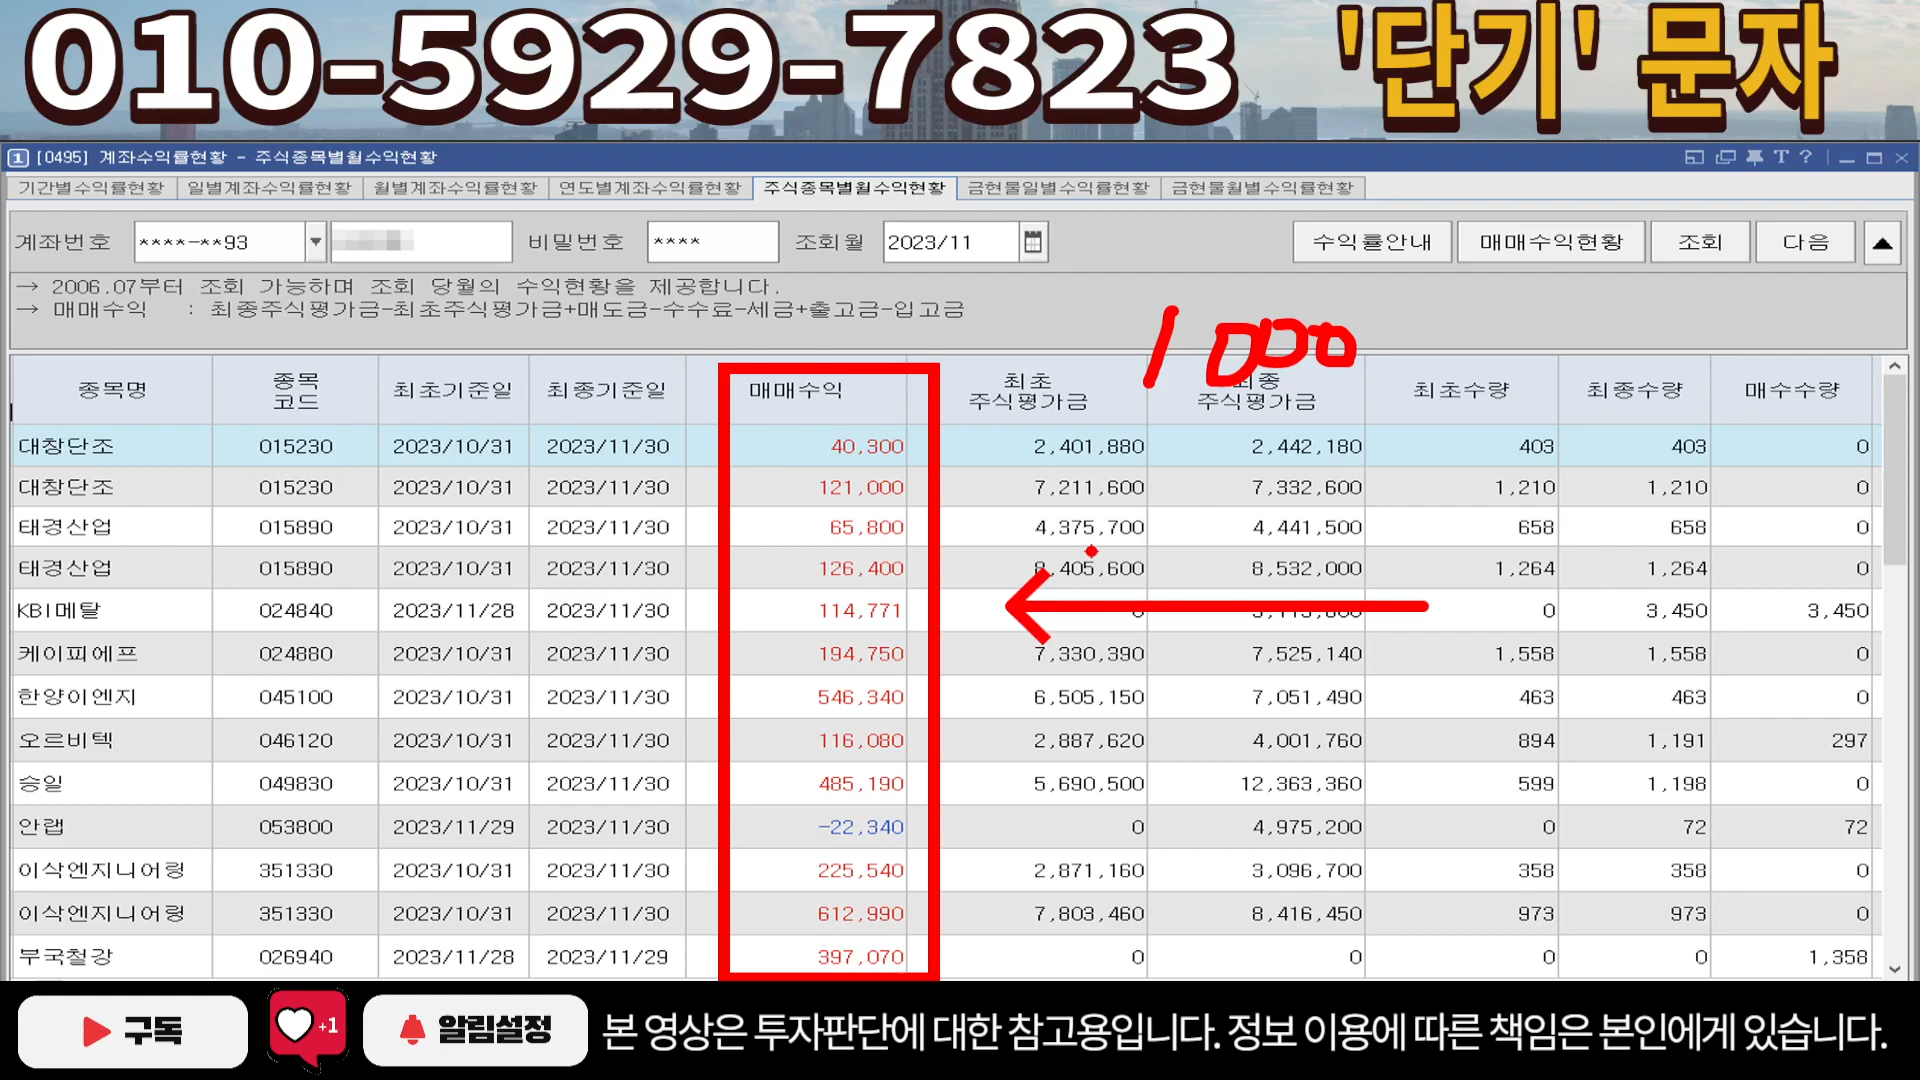 010-5929-7823 '단기' 문자
1 [0495] 계좌수익률현황 - 주식종목별월수익현황
기간별수익률현황 일별계좌수익률현황 월별계좌수익률현황 연도별계좌수익률현황 주식종목별월수익현황 금현물일별수익률현황 금현물월별수익률현황
계좌번호 ****-**93 비밀번호 **** 조회월 2023/11 수익률안내 매매수익현황 조회 다음
→ 2006.07부터 조회 가능하며 조회 당월의 수익현황을 제공합니다.
→ 매매수익 : 최종주식평가금-최초주식평가금+매도금-수수료-세금+출고금-입고금
1000
종목명 종목코드 최초기준일 최종기준일 매매수익 최초주식평가금 최종주식평가금 최초수량 최종수량 매수수량
대창단조 015230 2023/10/31 2023/11/30 40,300 2,401,880 2,442,180 403 403 0
대창단조 015230 2023/10/31 2023/11/30 121,000 7,211,600 7,332,600 1,210 1,210 0
태경산업 015890 2023/10/31 2023/11/30 65,800 4,375,700 4,441,500 658 658 0
태경산업 015890 2023/10/31 2023/11/30 126,400 8,405,600 8,532,000 1,264 1,264 0
KBI메탈 024840 2023/11/28 2023/11/30 114,771 0 3,450 3,450
케이피에프 024880 2023/10/31 2023/11/30 194,750 7,330,390 7,525,140 1,558 1,558 0
한양이엔지 045100 2023/10/31 2023/11/30 546,340 6,505,150 7,051,490 463 463 0
오르비텍 046120 2023/10/31 2023/11/30 116,080 2,887,620 4,001,760 894 1,191 297
승일 049830 2023/10/31 2023/11/30 485,190 5,690,500 12,363,360 599 1,198 0
안랩 053800 2023/11/29 2023/11/30 -22,340 0 4,975,200 0 72 72
이삭엔지니어링 351330 2023/10/31 2023/11/30 225,540 2,871,160 3,096,700 358 358 0
이삭엔지니어링 351330 2023/10/31 2023/11/30 612,990 7,803,460 8,416,450 973 973 0
부국철강 026940 2023/11/28 2023/11/29 397,070 0 0 0 0 1,358
구독 +1 알림설정 본 영상은 투자판단에 대한 참고용입니다. 정보 이용에 따른 책임은 본인에게 있습니다.